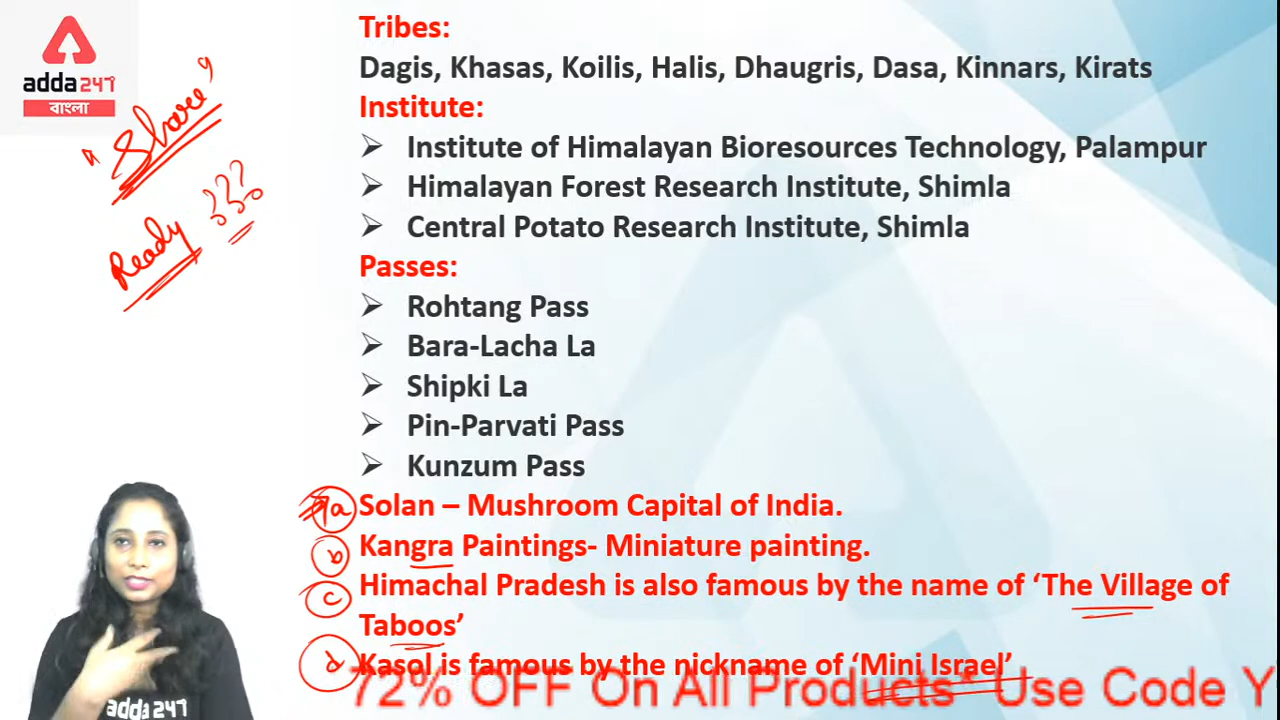 adda247
বাংলা
"Share"
Ready ???
Tribes:
Dagis, Khasas, Koilis, Halis, Dhaugris, Dasa, Kinnars, Kirats
Institute:
➤ Institute of Himalayan Bioresources Technology, Palampur
➤ Himalayan Forest Research Institute, Shimla
➤ Central Potato Research Institute, Shimla
Passes:
➤ Rohtang Pass
➤ Bara-Lacha La
➤ Shipki La
➤ Pin-Parvati Pass
➤ Kunzum Pass
a Solan – Mushroom Capital of India.
b Kangra Paintings- Miniature painting.
c Himachal Pradesh is also famous by the name of ‘The Village of
Taboos’
d Kasol is famous by the nickname of ‘Mini Israel’
72% OFF On All Products* Use Code Y
adda247